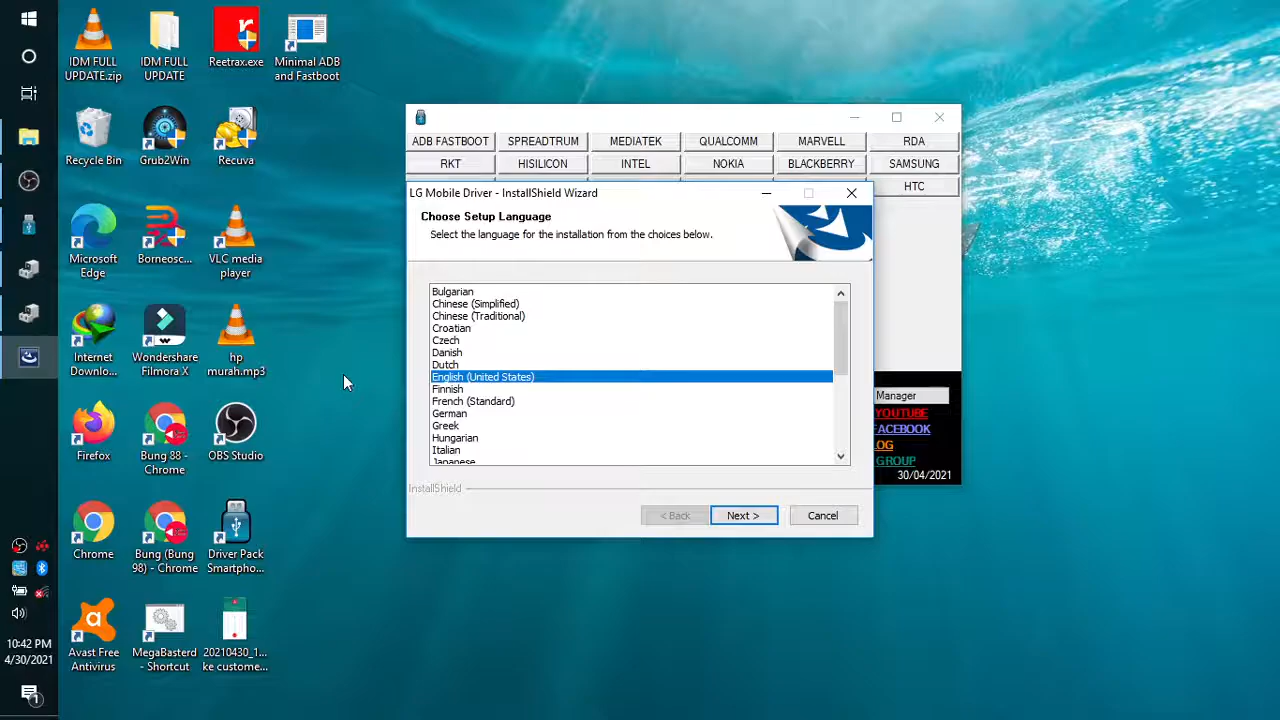 IDM FULL
UPDATE.zip
IDM FULL
UPDATE
Reetrax.exe
Minimal ADB
and Fastboot
Recycle Bin
Grub2Win
Recuva
Microsoft
Edge
Borneosc...
VLC media
player
Internet
Downlo...
Wondershare
Filmora X
hp
murah.mp3
Firefox
Bung 88 -
Chrome
OBS Studio
Chrome
Bung (Bung
98) - Chrome
Driver Pack
Smartpho...
Avast Free
Antivirus
MegaBasterd
- Shortcut
20210430_1...
ke custome...
10:42 PM
4/30/2021
1
ADB FASTBOOT
SPREADTRUM
MEDIATEK
QUALCOMM
MARVELL
RDA
RKT
HISILICON
INTEL
NOKIA
BLACKBERRY
SAMSUNG
HTC
LG Mobile Driver - InstallShield Wizard
Choose Setup Language
Select the language for the installation from the choices below.
Bulgarian
Chinese (Simplified)
Chinese (Traditional)
Croatian
Czech
Danish
Dutch
English (United States)
Finnish
French (Standard)
German
Greek
Hungarian
Italian
Japanese
InstallShield
< Back
Next >
Cancel
Manager
YOUTUBE
FACEBOOK
LOG
GROUP
30/04/2021